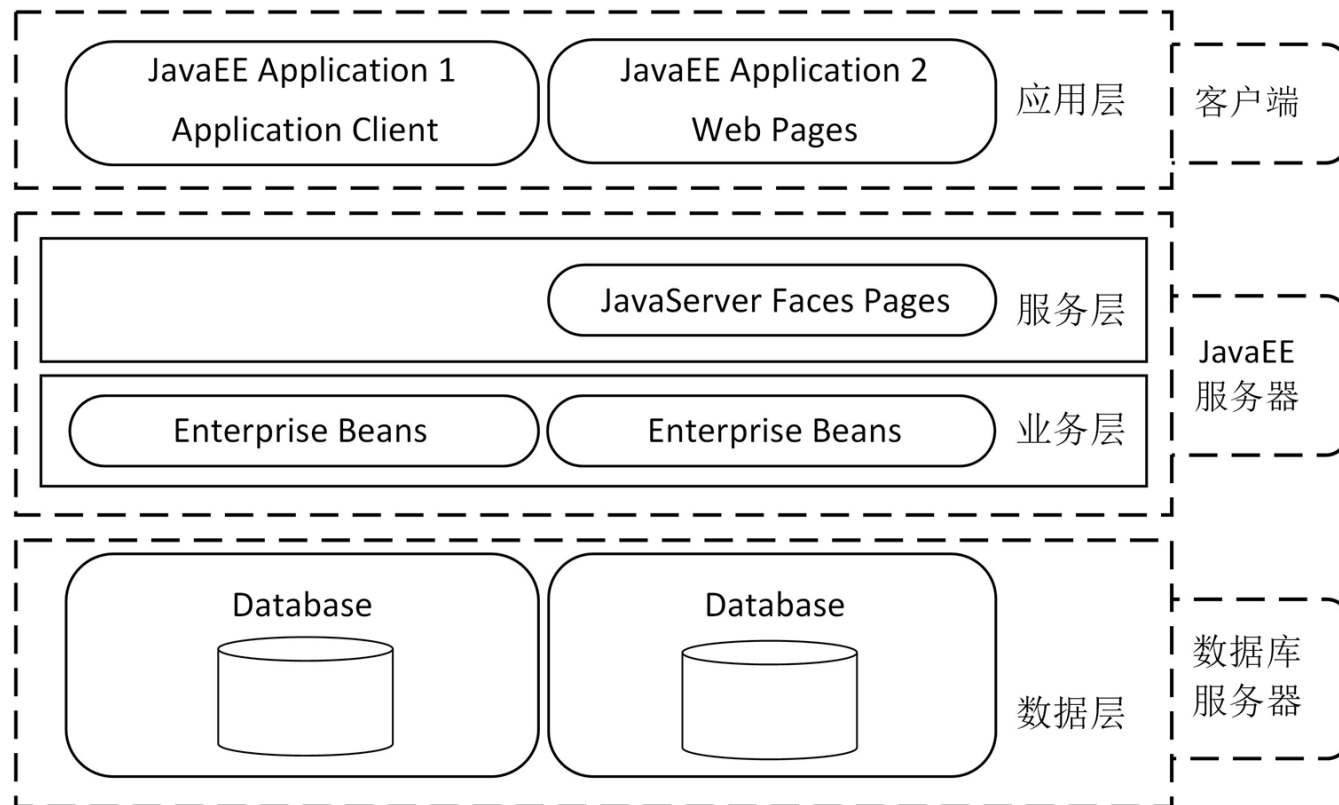 JavaEE Application 1
Application Client
JavaEE Application 2
Web Pages
应用层
客户端
JavaServer Faces Pages
服务层
JavaEE
服务器
Enterprise Beans
Enterprise Beans
业务层
Database
Database
数据层
数据库
服务器